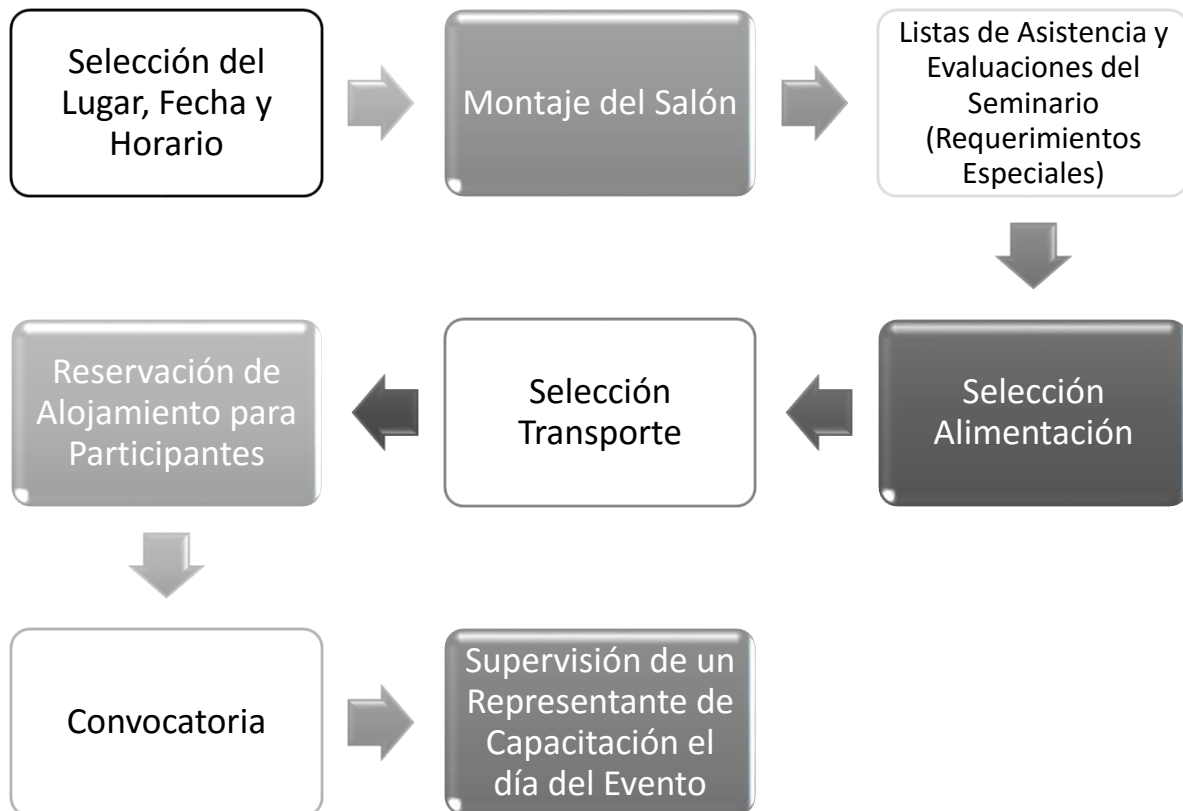 Selección del
Lugar, Fecha y
Horario
Montaje del Salón
Listas de Asistencia y
Evaluaciones del
Seminario
(Requerimientos
Especiales)
Selección
Alimentación
Selección
Transporte
Reservación de
Alojamiento para
Participantes
Convocatoria
Supervisión de un
Representante de
Capacitación el
día del Evento